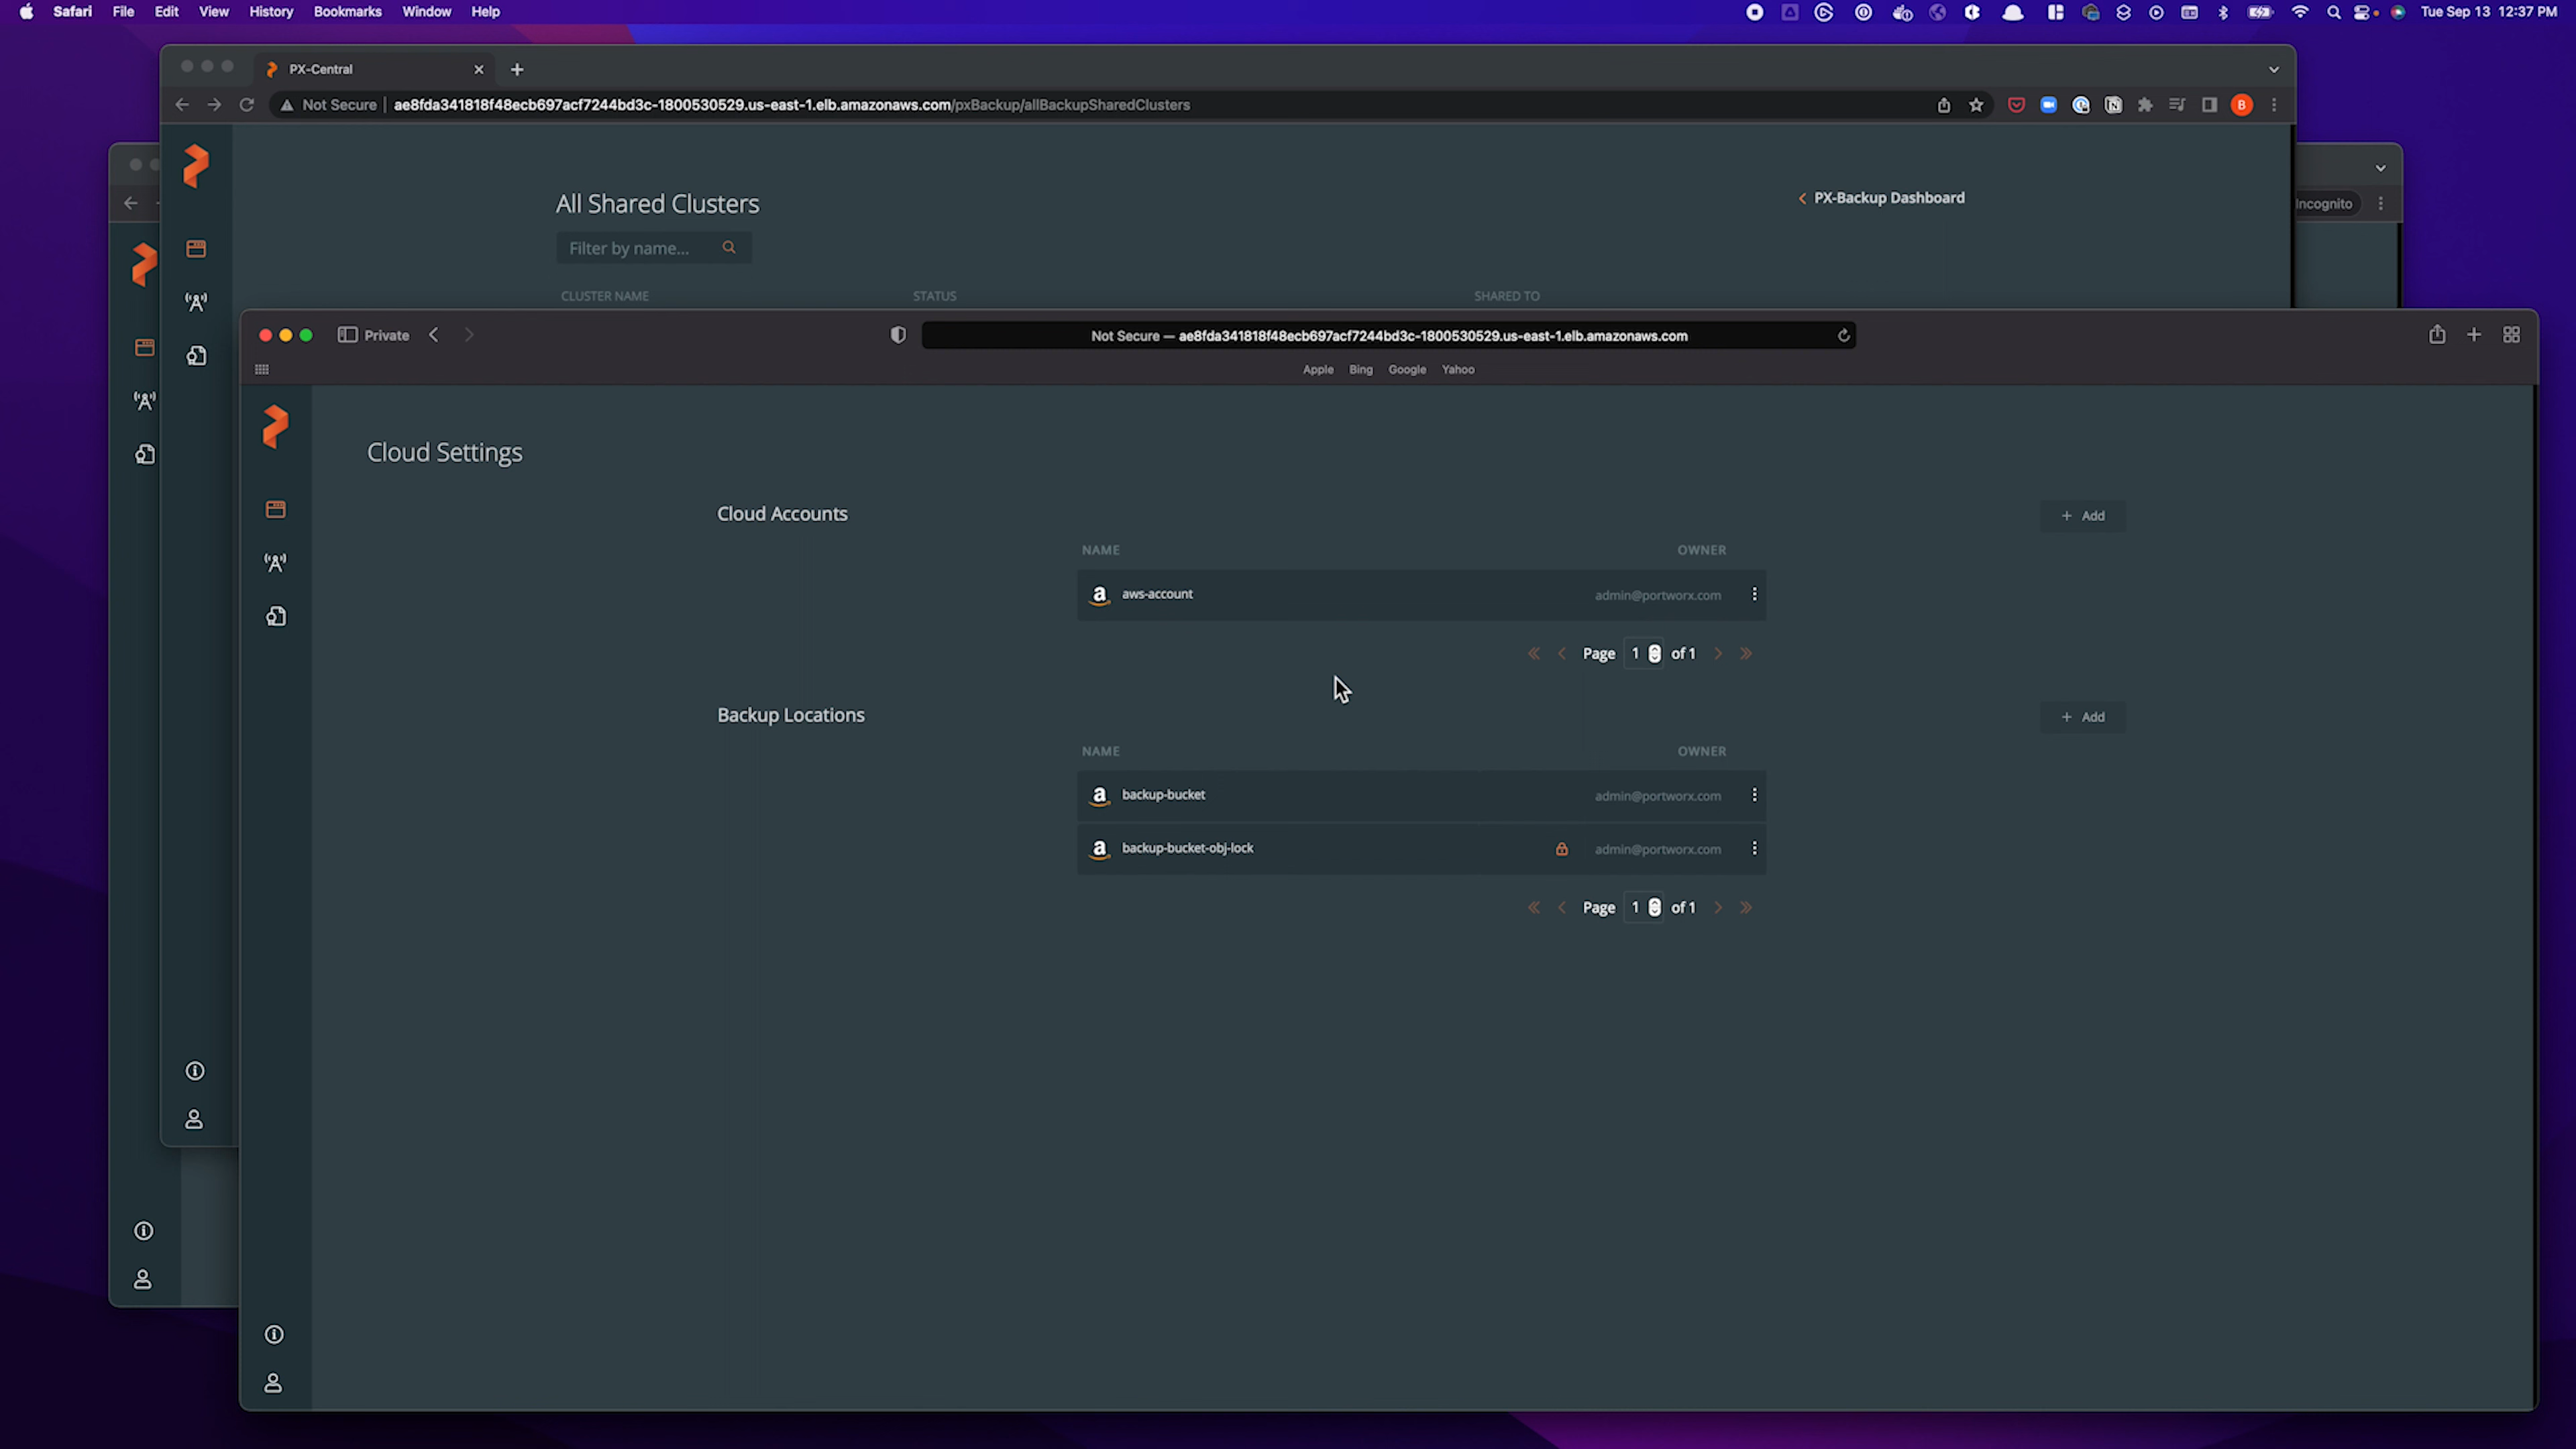 Safari File Edit View History Bookmarks Window Help Tue Sep 13 12:37 PM
PX-Central
Not Secure ae8fda341818f48ecb697acf7244bd3c-1800530529.us-east-1.elb.amazonaws.com/pxBackup/allBackupSharedClusters B
Incognito
All Shared Clusters PX-Backup Dashboard
Filter by name...
CLUSTER NAME STATUS SHARED TO
Private Not Secure — ae8fda341818f48ecb697acf7244bd3c-1800530529.us-east-1.elb.amazonaws.com
Apple Bing Google Yahoo
Cloud Settings
Cloud Accounts + Add
NAME OWNER
aws-account admin@portworx.com
Page 1 of 1
Backup Locations + Add
NAME OWNER
backup-bucket admin@portworx.com
backup-bucket-obj-lock admin@portworx.com
Page 1 of 1